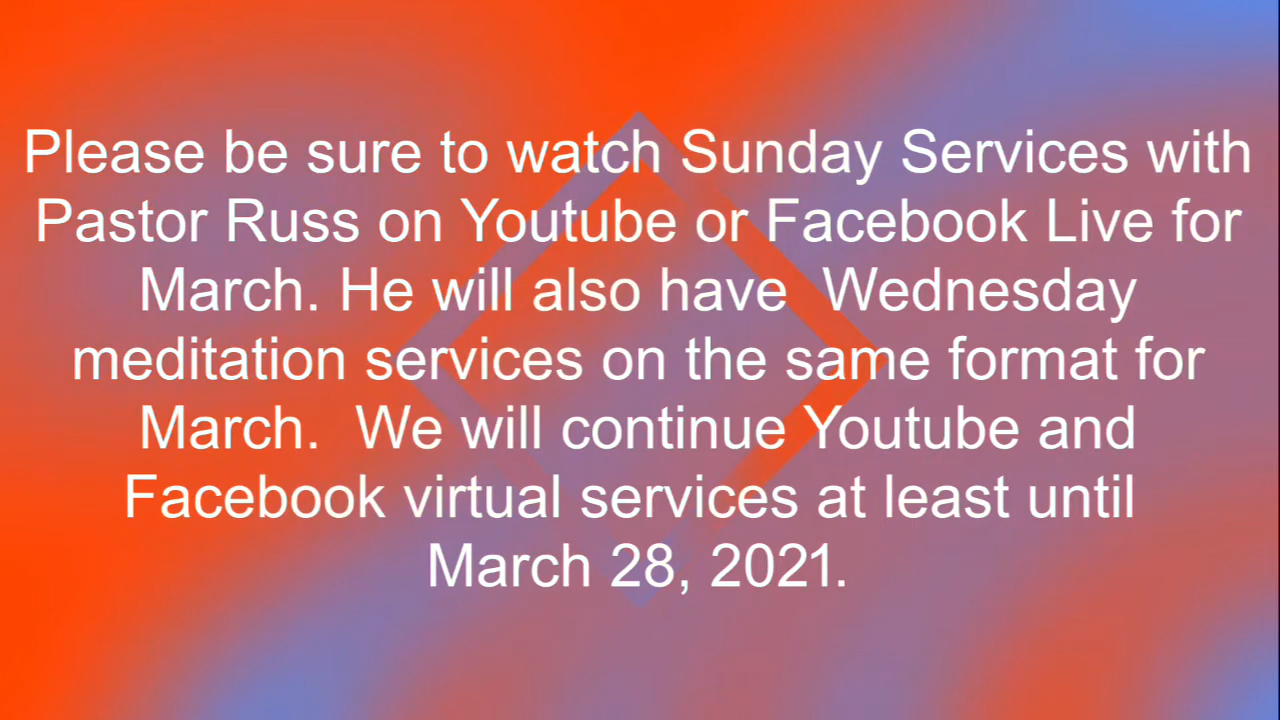 Please be sure to watch Sunday Services with
Pastor Russ on Youtube or Facebook Live for
March. He will also have  Wednesday
meditation services on the same format for
March.  We will continue Youtube and
Facebook virtual services at least until
March 28, 2021.